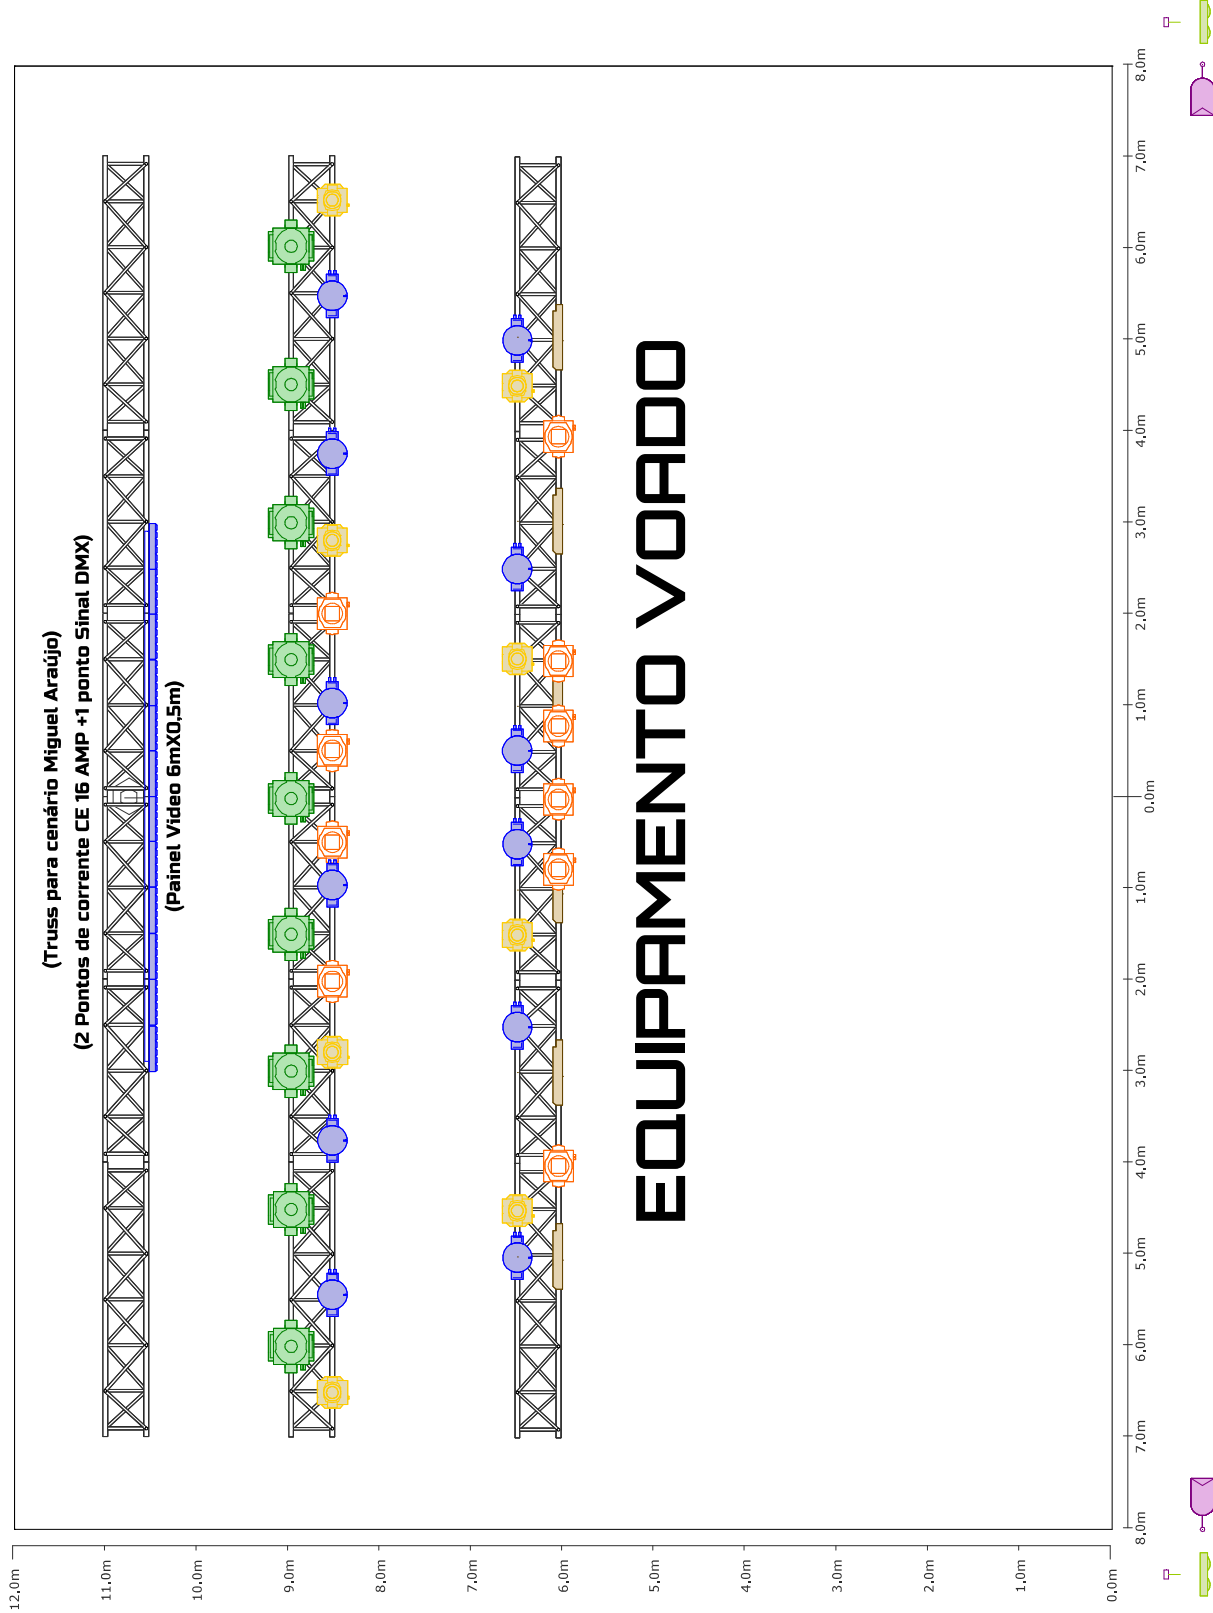 (Truss para cenário Miguel Araújo)
(2 Pontos de corrente CE 16 AMP +1 ponto Sinal DMX)
(Painel Video 6mX0,5m)
EQUIPAMENTO VOADO
8.0m
7.0m
6.0m
5.0m
4.0m
3.0m
2.0m
1.0m
0.0m
1.0m
2.0m
3.0m
4.0m
5.0m
6.0m
7.0m
8.0m
12.0m
11.0m
10.0m
9.0m
8.0m
7.0m
6.0m
5.0m
4.0m
3.0m
2.0m
1.0m
0.0m